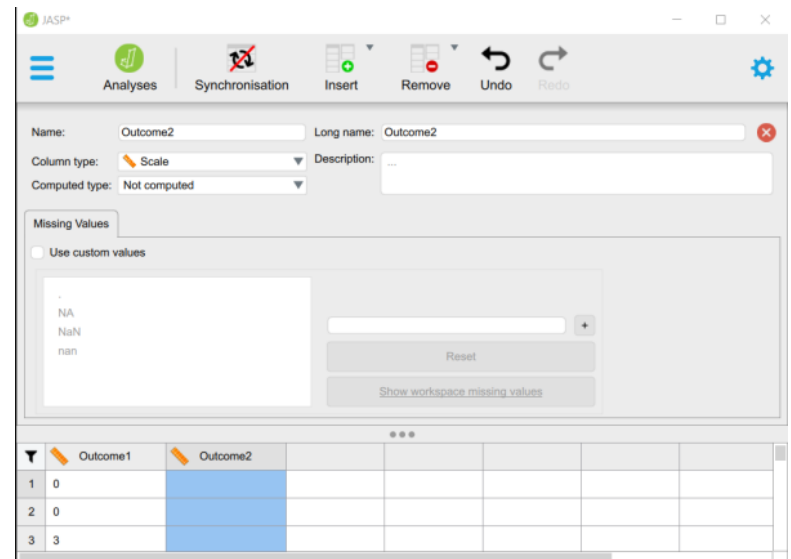 JASP*
Analyses
Synchronisation
Insert
Remove
Undo
Redo
Name: Outcome2 Long name: Outcome2
Column type: Scale Description: ...
Computed type: Not computed
Missing Values
Use custom values
.
NA
NaN
nan
+
Reset
Show workspace missing values
Outcome1 Outcome2
1 0
2 0
3 3